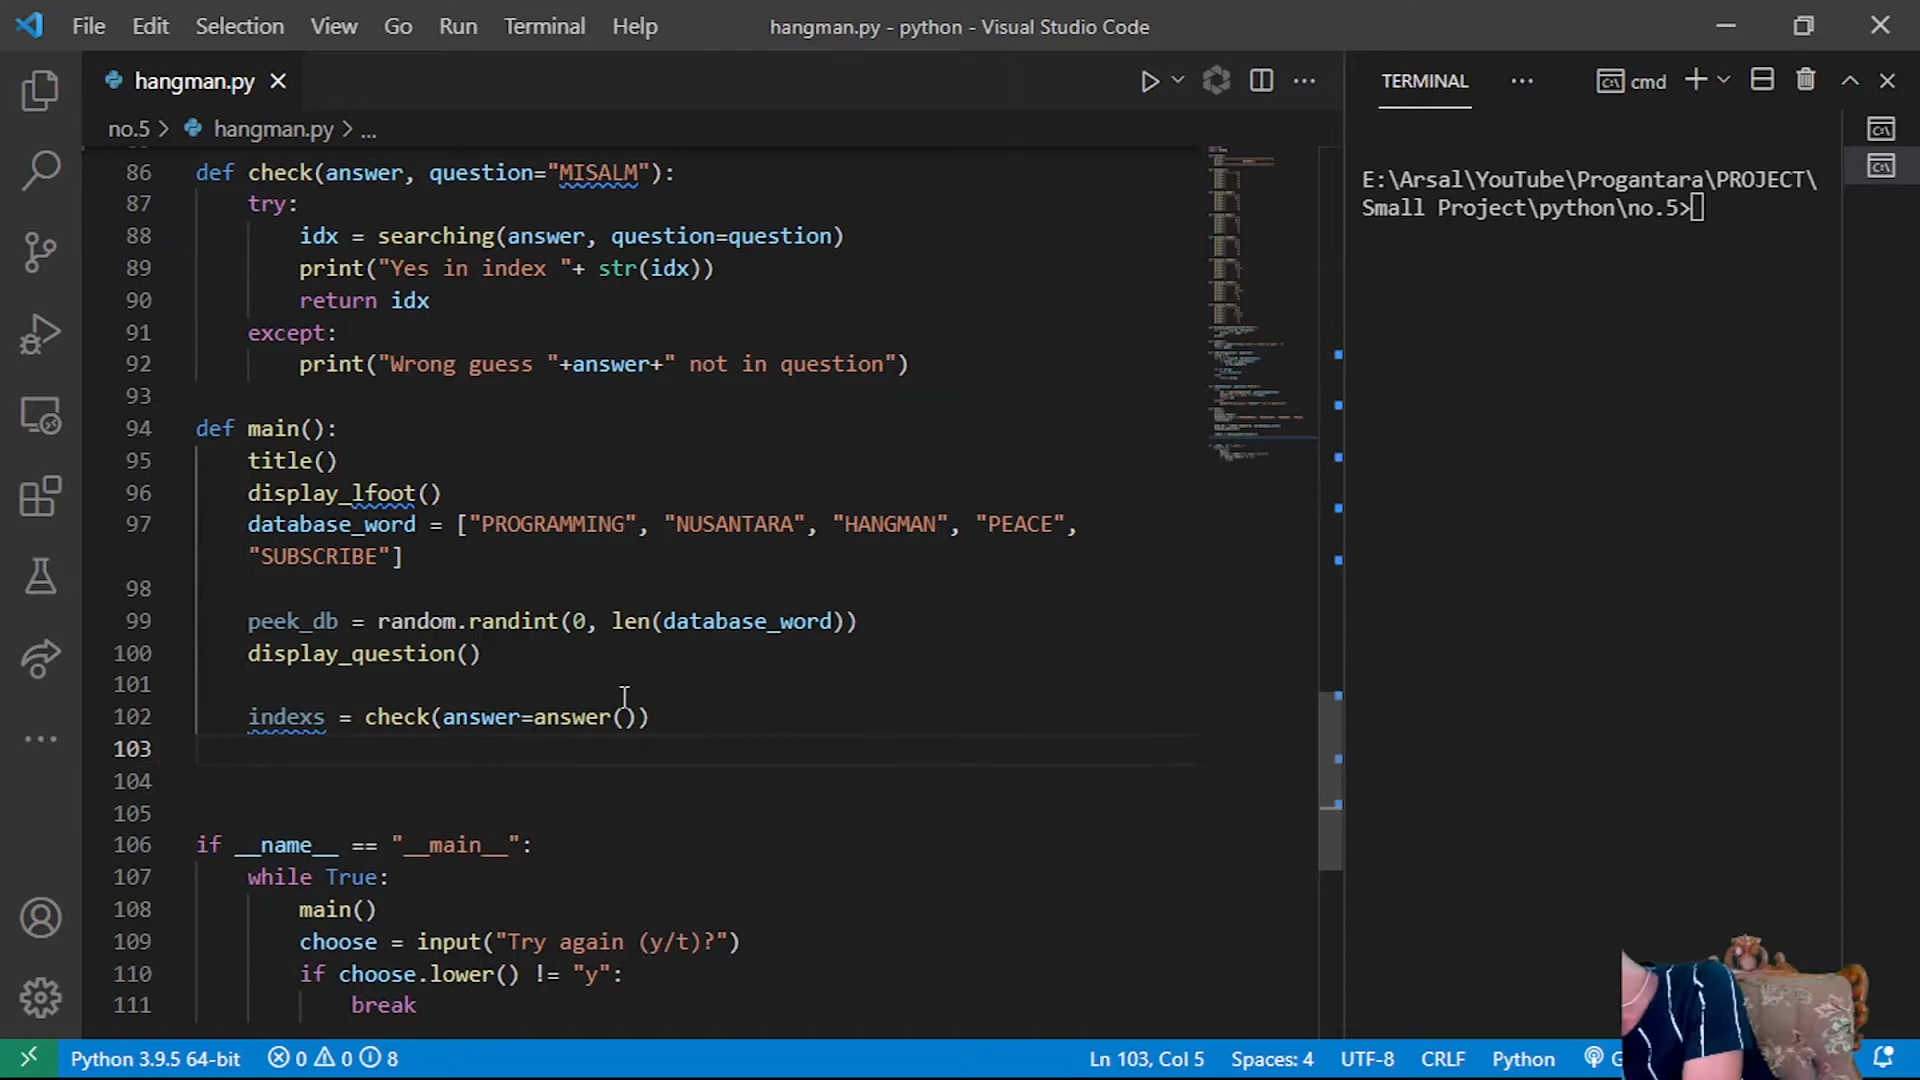 File Edit Selection View Go Run Terminal Help
hangman.py - python - Visual Studio Code
hangman.py
no.5 > hangman.py > ...
86 def check(answer, question="MISALM"):
87 try:
88 idx = searching(answer, question=question)
89 print("Yes in index "+ str(idx))
90 return idx
91 except:
92 print("Wrong guess "+answer+" not in question")
93
94 def main():
95 title()
96 display_lfoot()
97 database_word = ["PROGRAMMING", "NUSANTARA", "HANGMAN", "PEACE",
"SUBSCRIBE"]
98
99 peek_db = random.randint(0, len(database_word))
100 display_question()
101
102 indexs = check(answer=answer())
103
104
105
106 if __name__ == "__main__":
107 while True:
108 main()
109 choose = input("Try again (y/t)?")
110 if choose.lower() != "y":
111 break
TERMINAL
cmd
E:\Arsal\YouTube\Progantara\PROJECT\
Small Project\python\no.5>
Python 3.9.5 64-bit 0 0 8
Ln 103, Col 5 Spaces: 4 UTF-8 CRLF Python